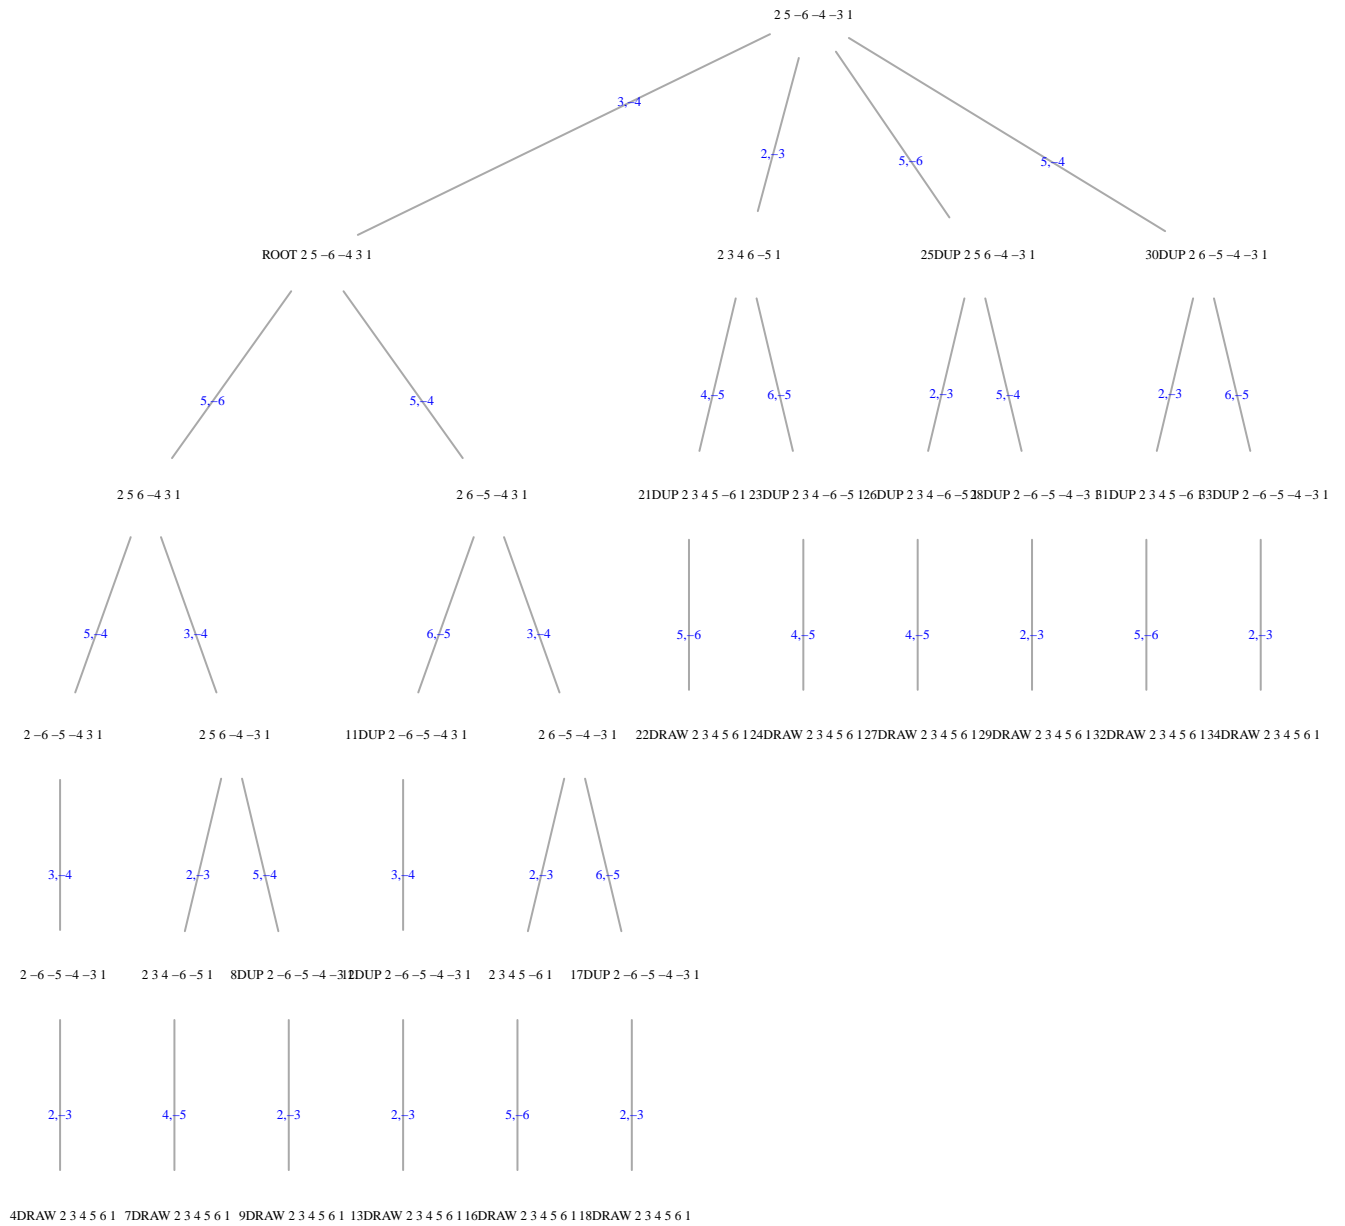 2 5 −6 −4 −3 1
3,−4
2,−3
5,−6
5,−4
ROOT 2 5 −6 −4 3 1
2 3 4 6 −5 1
25DUP 2 5 6 −4 −3 1
30DUP 2 6 −5 −4 −3 1
5,−6
5,−4
4,−5
6,−5
2,−3
5,−4
2,−3
6,−5
2 5 6 −4 3 1
2 6 −5 −4 3 1
21DUP 2 3 4 5 −6 1
23DUP 2 3 4 −6 −5 1
26DUP 2 3 4 −6 −5 1
28DUP 2 −6 −5 −4 −3 1
31DUP 2 3 4 5 −6 1
33DUP 2 −6 −5 −4 −3 1
5,−4
3,−4
6,−5
3,−4
5,−6
4,−5
4,−5
2,−3
5,−6
2,−3
2 −6 −5 −4 3 1
2 5 6 −4 −3 1
11DUP 2 −6 −5 −4 3 1
2 6 −5 −4 −3 1
22DRAW 2 3 4 5 6 1
24DRAW 2 3 4 5 6 1
27DRAW 2 3 4 5 6 1
29DRAW 2 3 4 5 6 1
32DRAW 2 3 4 5 6 1
34DRAW 2 3 4 5 6 1
3,−4
2,−3
5,−4
3,−4
2,−3
6,−5
2 −6 −5 −4 −3 1
2 3 4 −6 −5 1
8DUP 2 −6 −5 −4 −3 1
12DUP 2 −6 −5 −4 −3 1
2 3 4 5 −6 1
17DUP 2 −6 −5 −4 −3 1
2,−3
4,−5
2,−3
2,−3
5,−6
2,−3
4DRAW 2 3 4 5 6 1
7DRAW 2 3 4 5 6 1
9DRAW 2 3 4 5 6 1
13DRAW 2 3 4 5 6 1
16DRAW 2 3 4 5 6 1
18DRAW 2 3 4 5 6 1